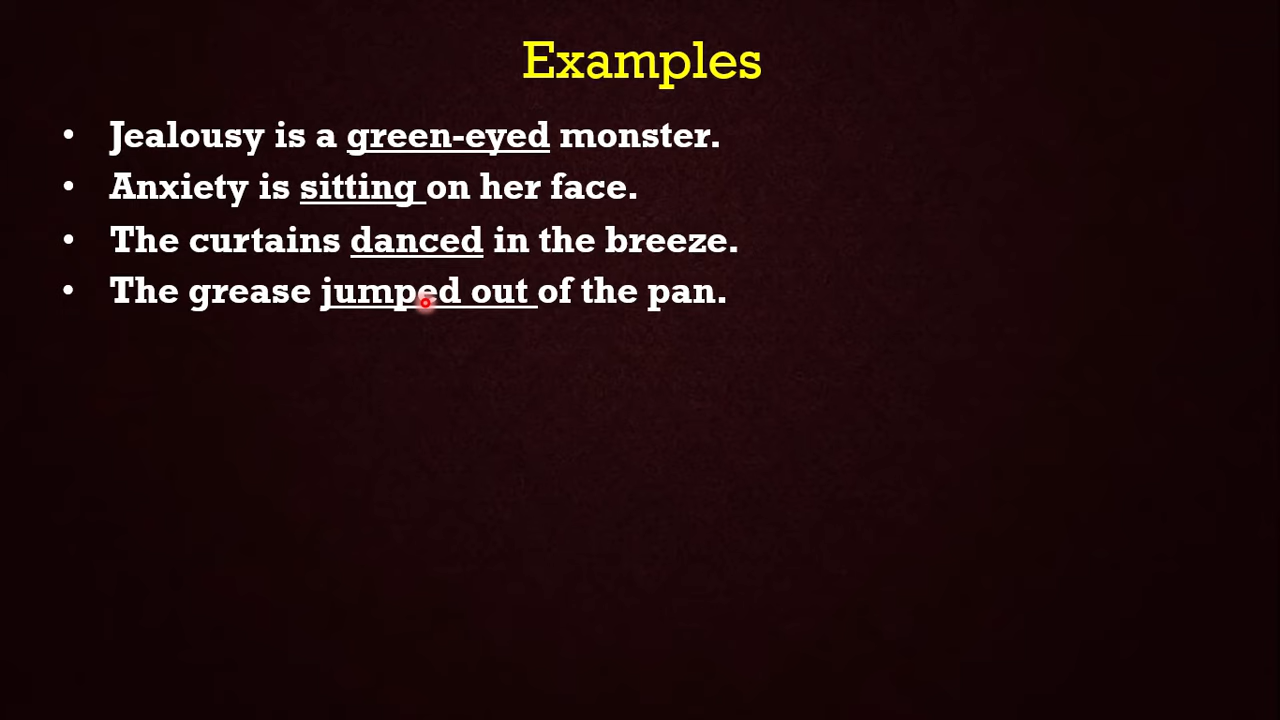 Examples
• Jealousy is a green-eyed monster.
• Anxiety is sitting on her face.
• The curtains danced in the breeze.
• The grease jumped out of the pan.